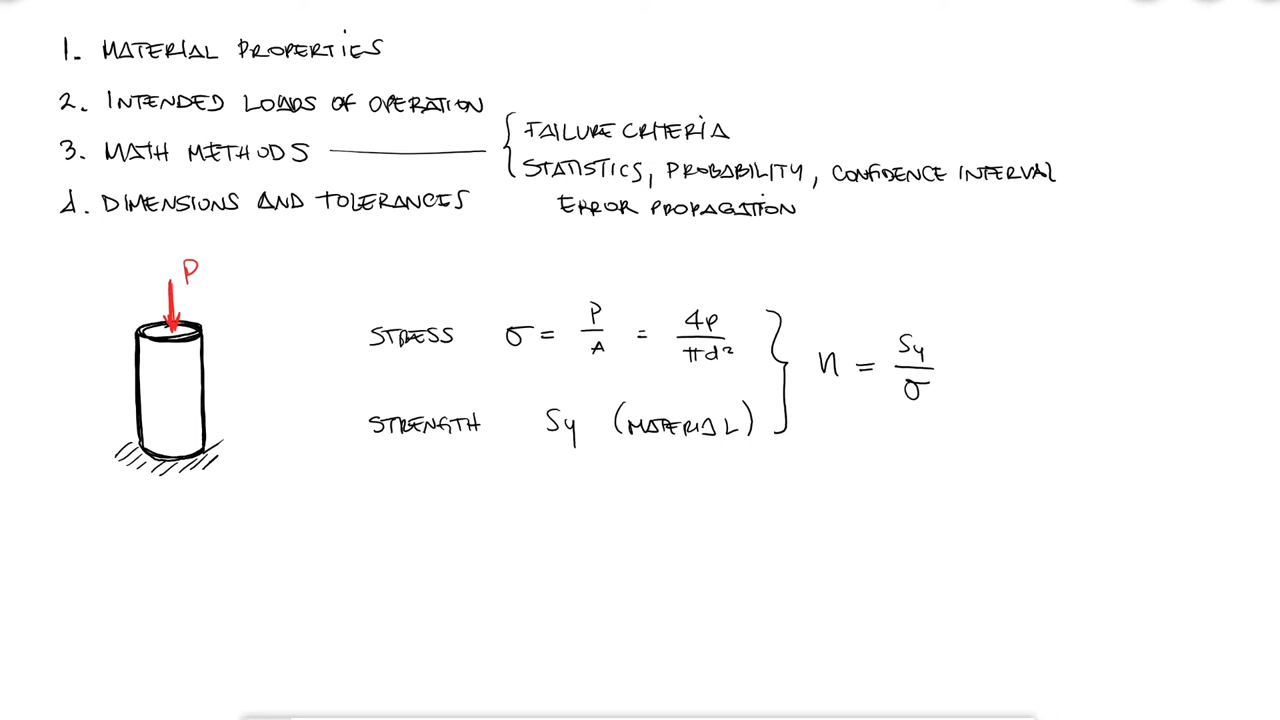 1. MATERIAL PROPERTIES
2. INTENDED LOADS OF OPERATION
3. MATH METHODS
FAILURE CRITERIA
STATISTICS, PROBABILITY, CONFIDENCE INTERVAL
ERROR PROPAGATION
4. DIMENSIONS AND TOLERANCES
P
STRESS σ = P/A = 4P/πd²
STRENGTH Sy (MATERIAL)
n = Sy/σ